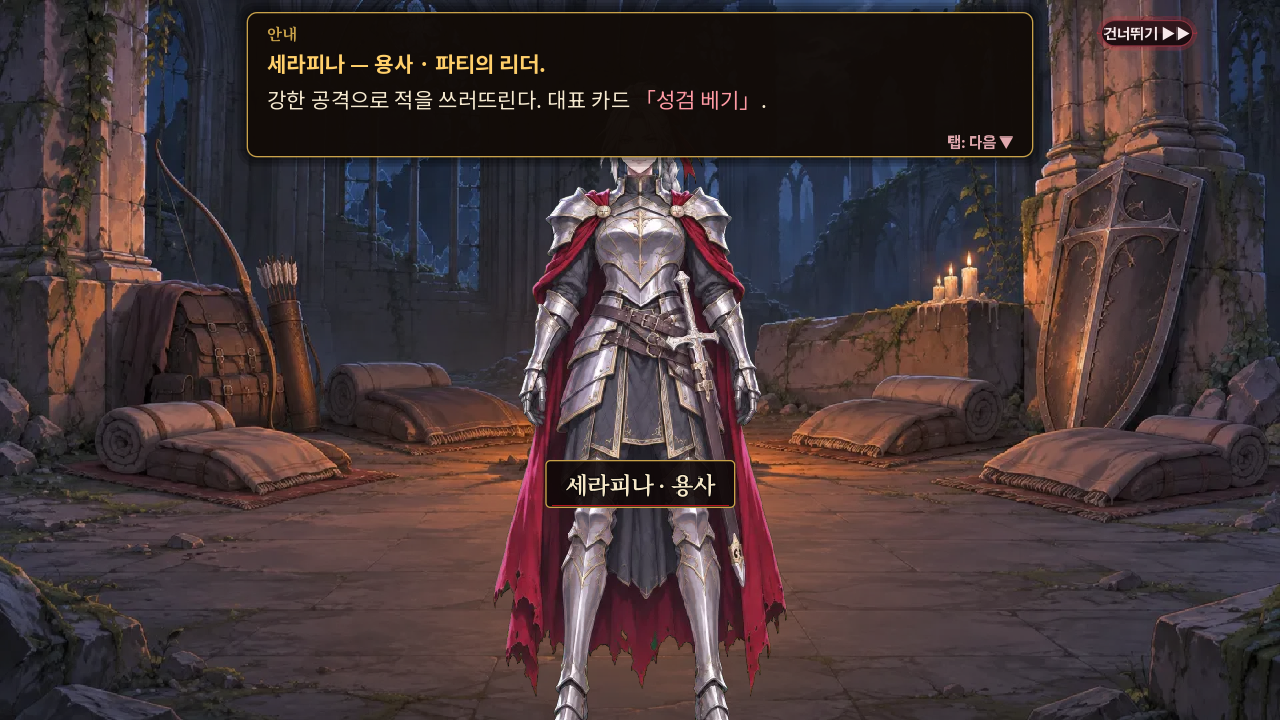 안내
세라피나 — 용사 · 파티의 리더.
강한 공격으로 적을 쓰러뜨린다. 대표 카드 「성검 베기」.
탭: 다음 ▼
건너뛰기 ▶▶
세라피나 · 용사